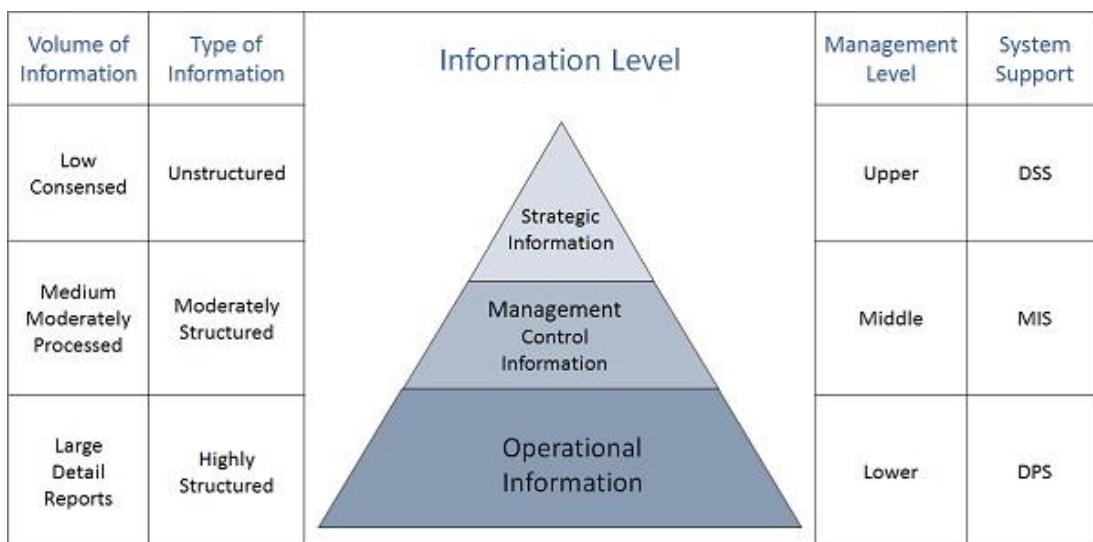 Volume of
Information
Type of
Information
Information Level
Management
Level
System
Support
Low
Consensed
Unstructured
Strategic
Information
Upper
DSS
Medium
Moderately
Processed
Moderately
Structured
Management
Control
Information
Middle
MIS
Large
Detail
Reports
Highly
Structured
Operational
Information
Lower
DPS